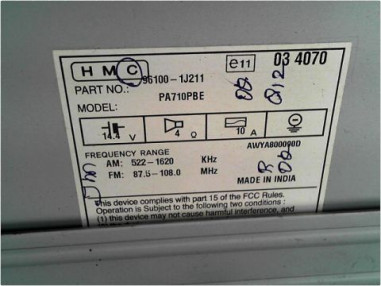 HMC e11 03 4070
PART NO.: 96100-1J211
MODEL: PA710PBE
14.4 V 4 Ω 10 A
AWYA800090D
FREQUENCY RANGE
AM: 522-1620 KHz
FM: 87.5-108.0 MHz
MADE IN INDIA
This device complies with part 15 of the FCC Rules.
Operation is Subject to the following two conditions :
(1) this device may not cause harmful interference, and